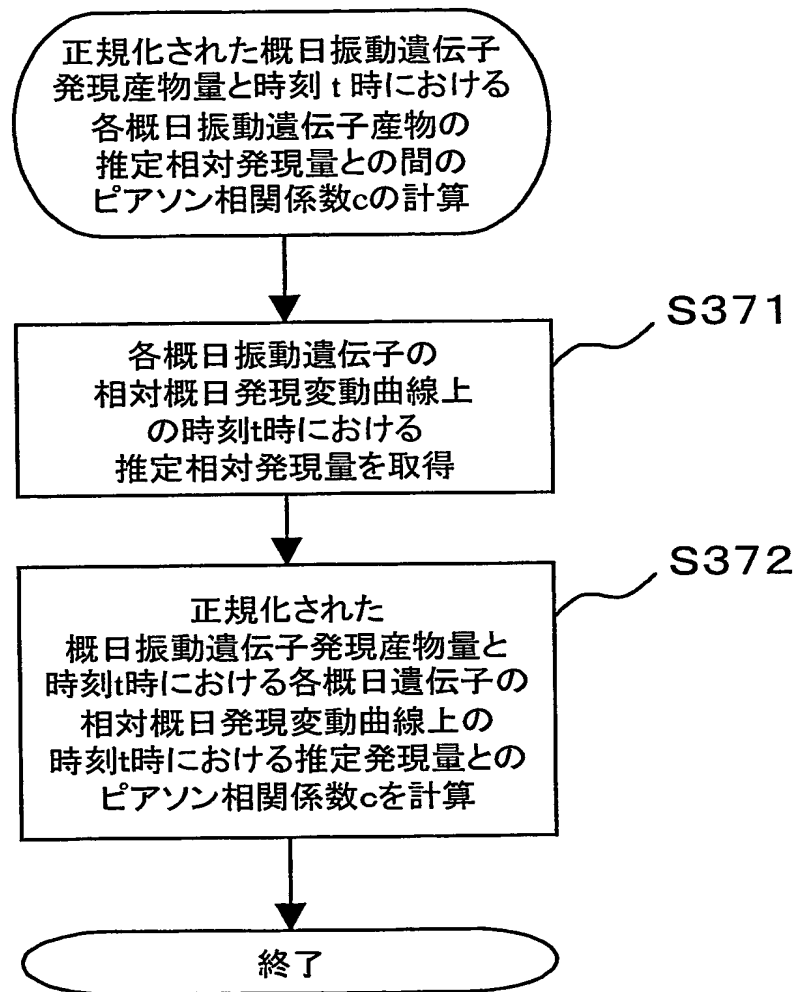 正規化された概日振動遺伝子
発現産物量と時刻 t 時における
各概日振動遺伝子産物の
推定相対発現量との間の
ピアソン相関係数cの計算
S371
各概日振動遺伝子の
相対概日発現変動曲線上
の時刻t時における
推定相対発現量を取得
S372
正規化された
概日振動遺伝子発現産物量と
時刻t時における各概日遺伝子の
相対概日発現変動曲線上の
時刻t時における推定発現量との
ピアソン相関係数cを計算
終了